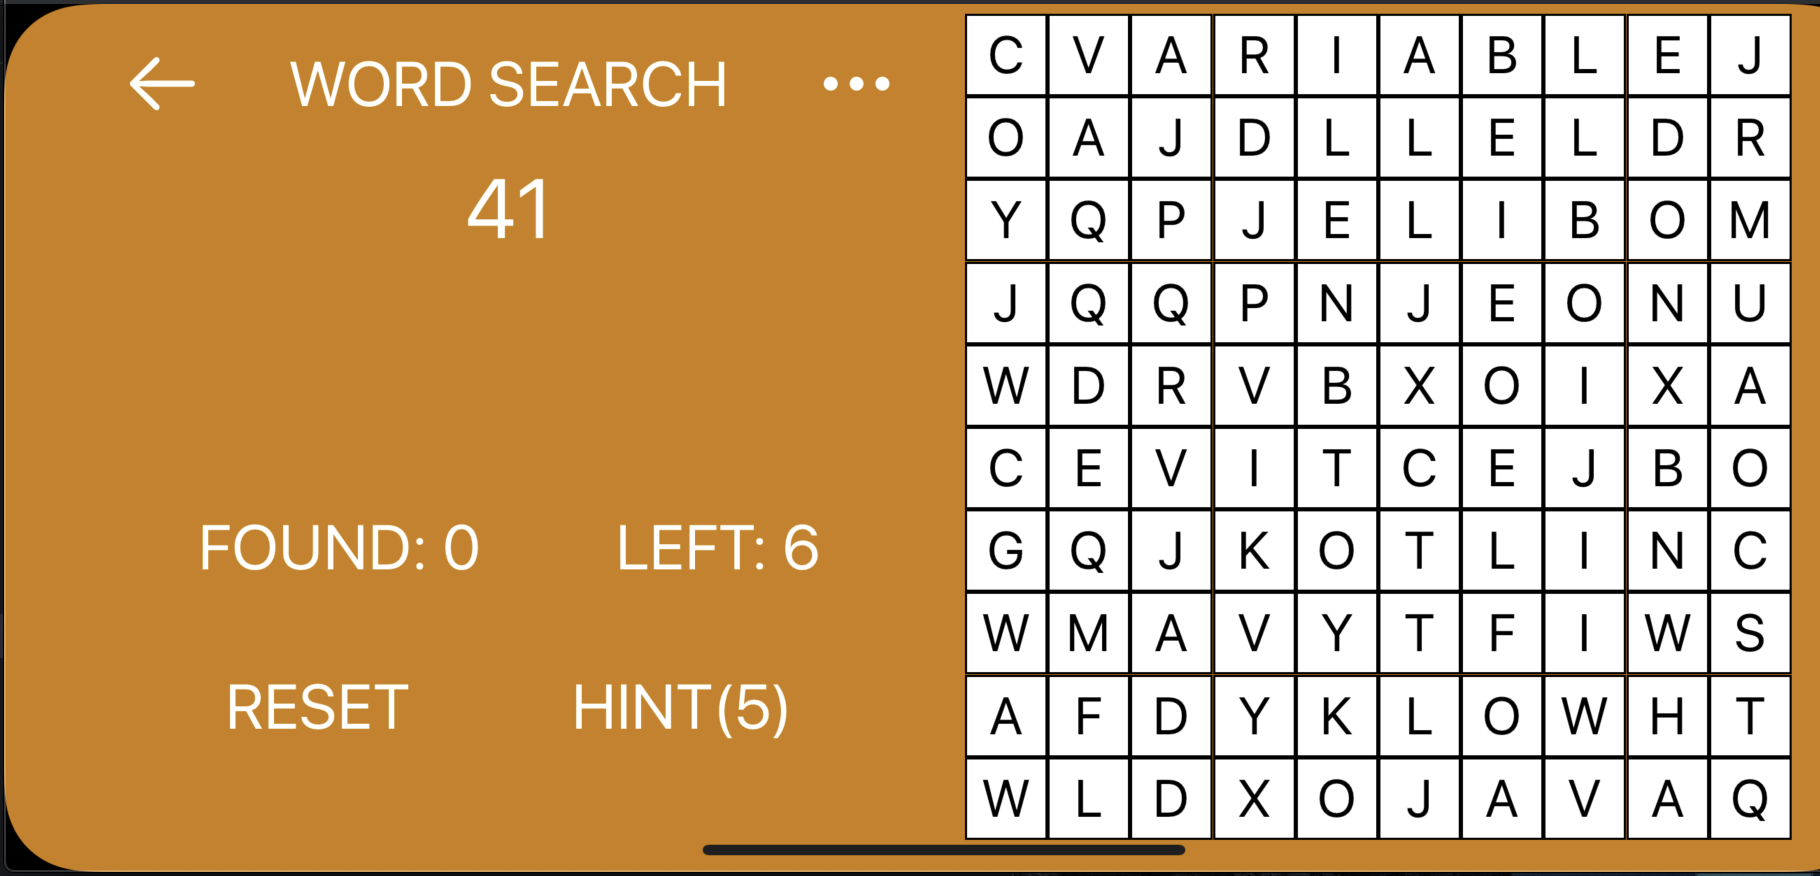 WORD SEARCH
41
FOUND: 0 LEFT: 6
RESET HINT(5)
C V A R I A B L E J
O A J D L L E L D R
Y Q P J E L I B O M
J Q Q P N J E O N U
W D R V B X O I X A
C E V I T C E J B O
G Q J K O T L I N C
W M A V Y T F I W S
A F D Y K L O W H T
W L D X O J A V A Q